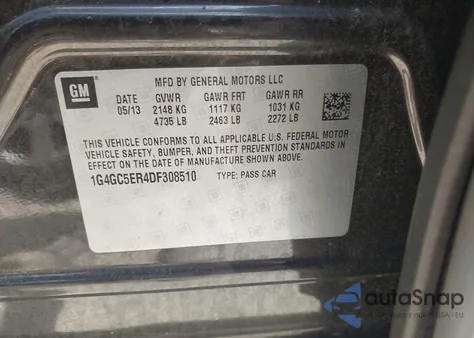 GM
MFD BY GENERAL MOTORS LLC
DATE GVWR GAWR FRT GAWR RR
05/13 2148 KG 1117 KG 1031 KG
4735 LB 2463 LB 2272 LB
THIS VEHICLE CONFORMS TO ALL APPLICABLE U.S. FEDERAL MOTOR
VEHICLE SAFETY, BUMPER, AND THEFT PREVENTION STANDARDS IN
EFFECT ON THE DATE OF MANUFACTURE SHOWN ABOVE.
1G4GC5ER4DF308510 TYPE: PASS CAR
autoSnap
USA - EU